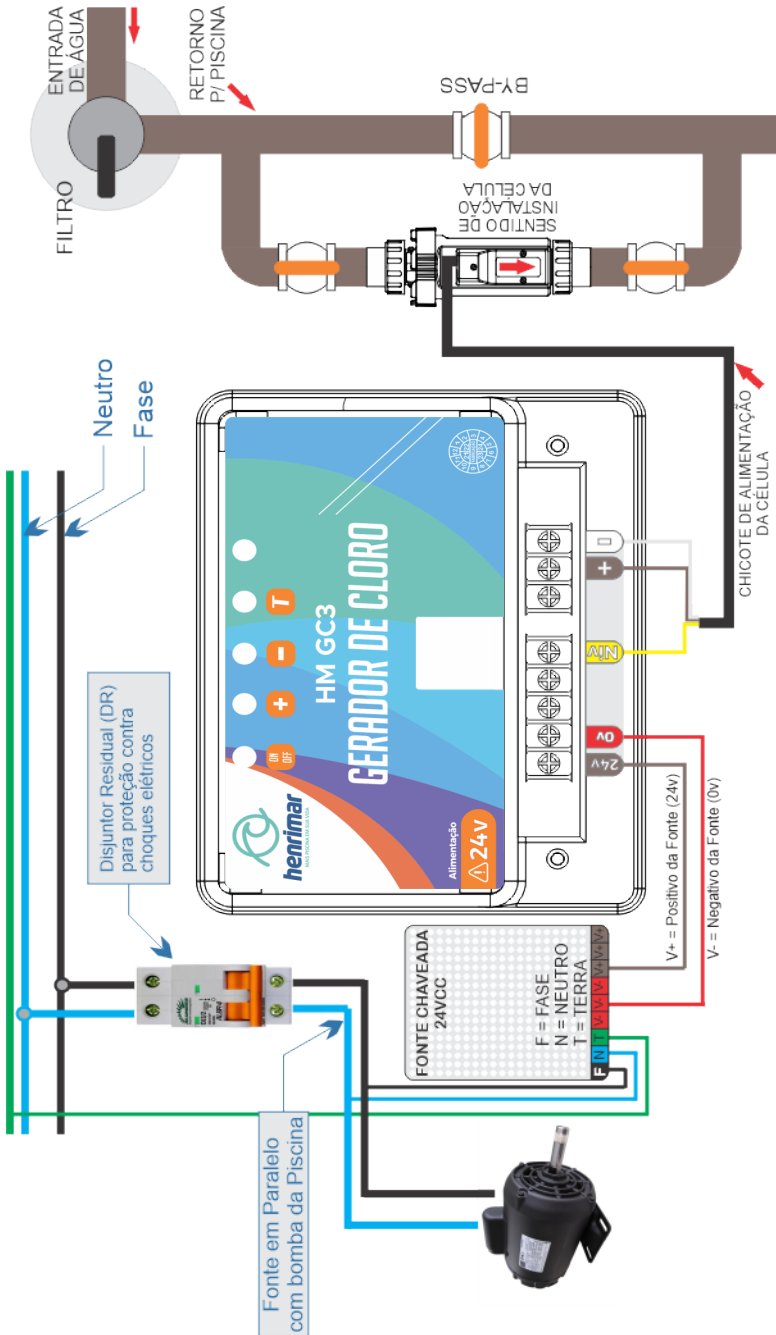 ENTRADA
DE ÁGUA
RETORNO
P/ PISCINA
FILTRO
BY-PASS
SENTIDO DE
INSTALAÇÃO
DA CÉLULA
Neutro
Fase
CHICOTE DE ALIMENTAÇÃO
DA CÉLULA
Disjuntor Residual (DR)
para proteção contra
choques elétricos
henrimar
ON
OFF
+
-
T
HM GC3
GERADOR DE CLORO
Alimentação
24v
24v
0v
Nív
+
-
V+ = Positivo da Fonte (24v)
V- = Negativo da Fonte (0v)
FONTE CHAVEADA
24VCC
F = FASE
N = NEUTRO
T = TERRA
F N T V- V- V- V+ V+ V+
Fonte em Paralelo
com bomba da Piscina